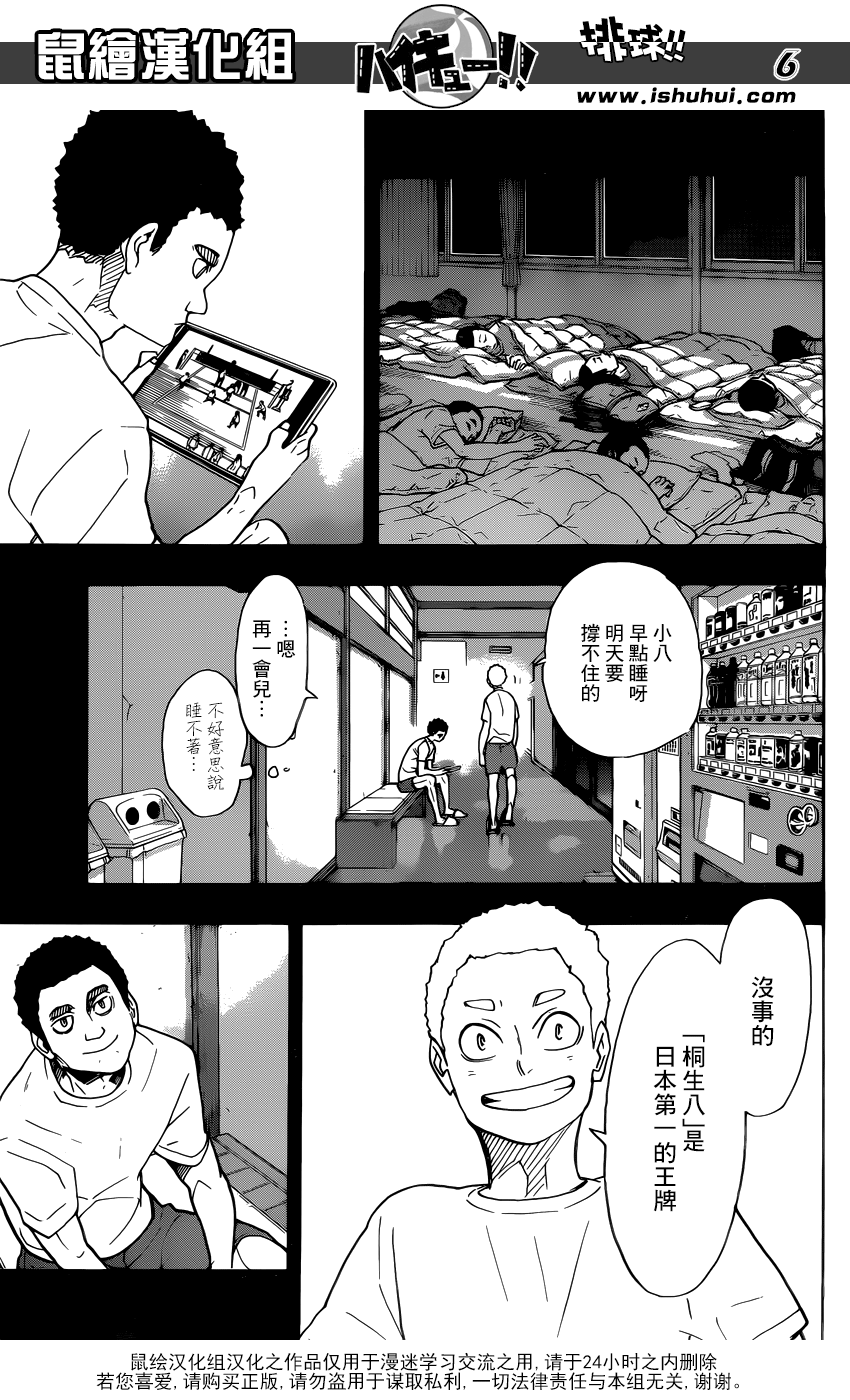 鼠繪漢化组
ハイキュー!!
排球!!
6
www.ishuhui.com
小八
早點睡呀
明天要
撐不住的
…嗯
再一會兒…
不好意思說
睡不著…
沒事的
「桐生八」是
日本第一的王牌
鼠绘汉化组汉化之作品仅用于漫迷学习交流之用,请于24小时之内删除
若您喜爱,请购买正版,请勿盗用于谋取私利,一切法律责任与本组无关,谢谢。